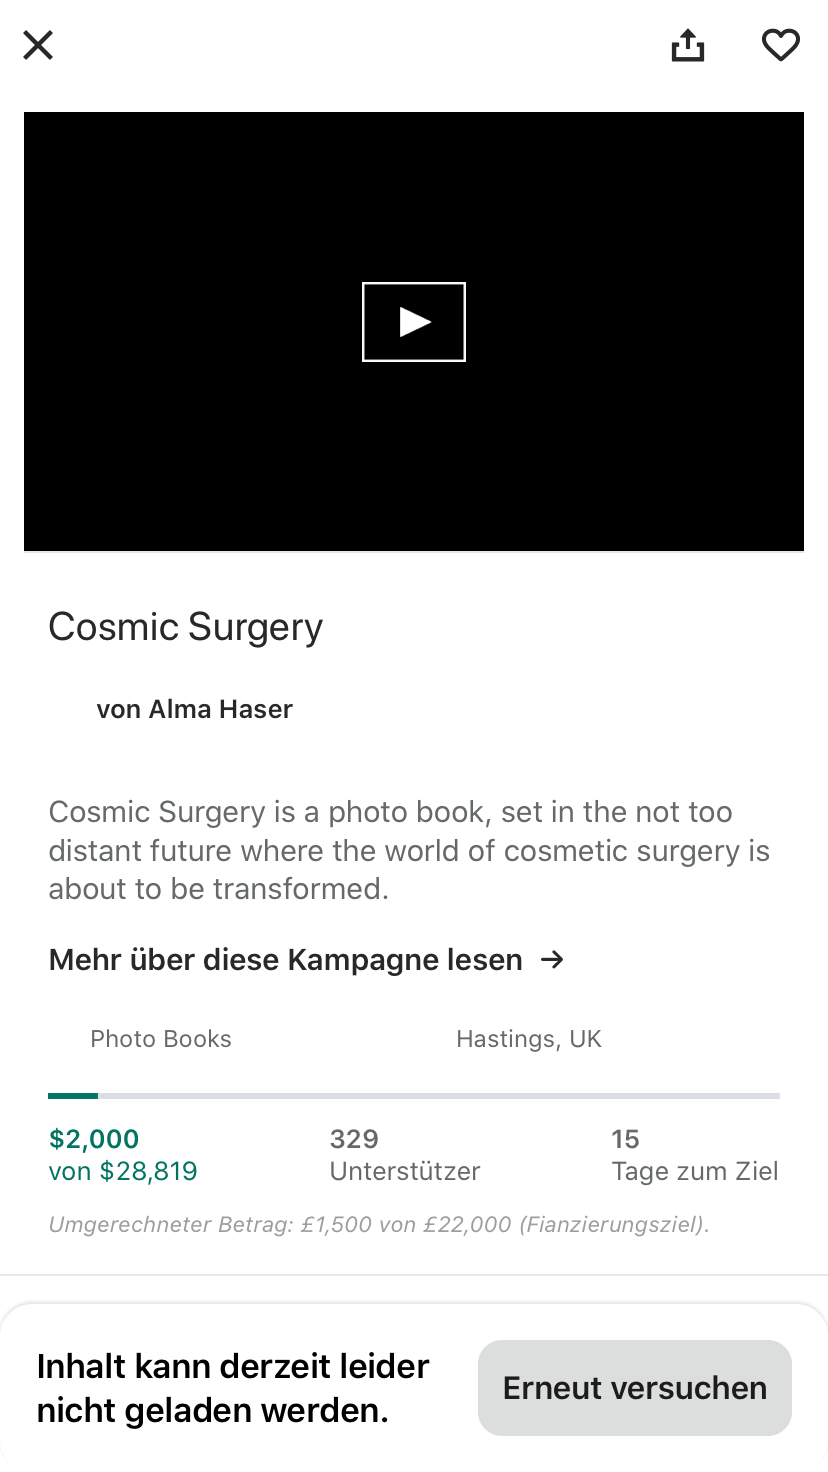 Cosmic Surgery
von Alma Haser
Cosmic Surgery is a photo book, set in the not too
distant future where the world of cosmetic surgery is
about to be transformed.
Mehr über diese Kampagne lesen →
Photo Books
Hastings, UK
$2,000
von $28,819
329
Unterstützer
15
Tage zum Ziel
Umgerechneter Betrag: £1,500 von £22,000 (Fianzierungsziel).
Inhalt kann derzeit leider
nicht geladen werden.
Erneut versuchen